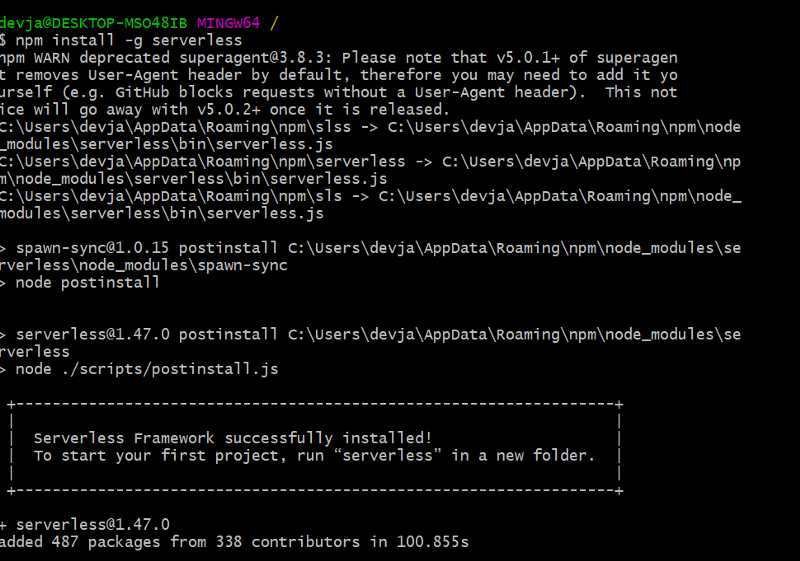 devja@DESKTOP-MSO48IB MINGW64 /
$ npm install -g serverless
npm WARN deprecated superagent@3.8.3: Please note that v5.0.1+ of superagen
t removes User-Agent header by default, therefore you may need to add it yo
urself (e.g. GitHub blocks requests without a User-Agent header).  This not
ice will go away with v5.0.2+ once it is released.
C:\Users\devja\AppData\Roaming\npm\slss -> C:\Users\devja\AppData\Roaming\npm\node
_modules\serverless\bin\serverless.js
C:\Users\devja\AppData\Roaming\npm\serverless -> C:\Users\devja\AppData\Roaming\np
m\node_modules\serverless\bin\serverless.js
C:\Users\devja\AppData\Roaming\npm\sls -> C:\Users\devja\AppData\Roaming\npm\node_
modules\serverless\bin\serverless.js
> spawn-sync@1.0.15 postinstall C:\Users\devja\AppData\Roaming\npm\node_modules\se
rverless\node_modules\spawn-sync
> node postinstall
> serverless@1.47.0 postinstall C:\Users\devja\AppData\Roaming\npm\node_modules\se
rverless
> node ./scripts/postinstall.js
Serverless Framework successfully installed!
To start your first project, run “serverless” in a new folder.
+ serverless@1.47.0
added 487 packages from 338 contributors in 100.855s